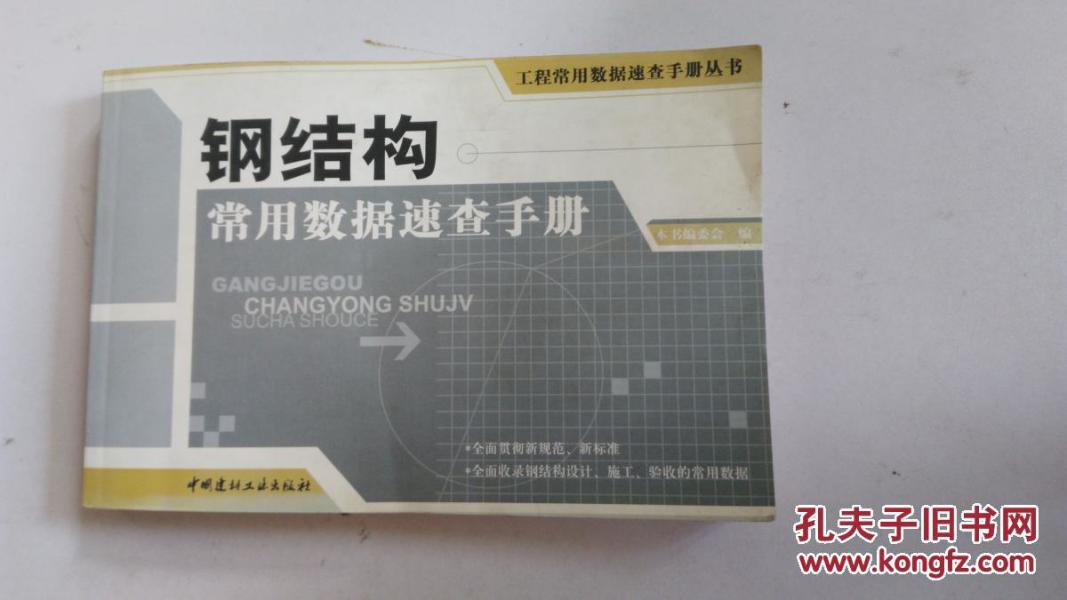 工程常用数据速查手册丛书
钢结构
常用数据速查手册
本书编委会 编
GANGJIEGOU
CHANGYONG SHUJV
SUCHA SHOUCE
*全面贯彻新规范、新标准
*全面收录钢结构设计、施工、验收的常用数据
中国建材工业出版社
孔夫子旧书网
www.kongfz.com